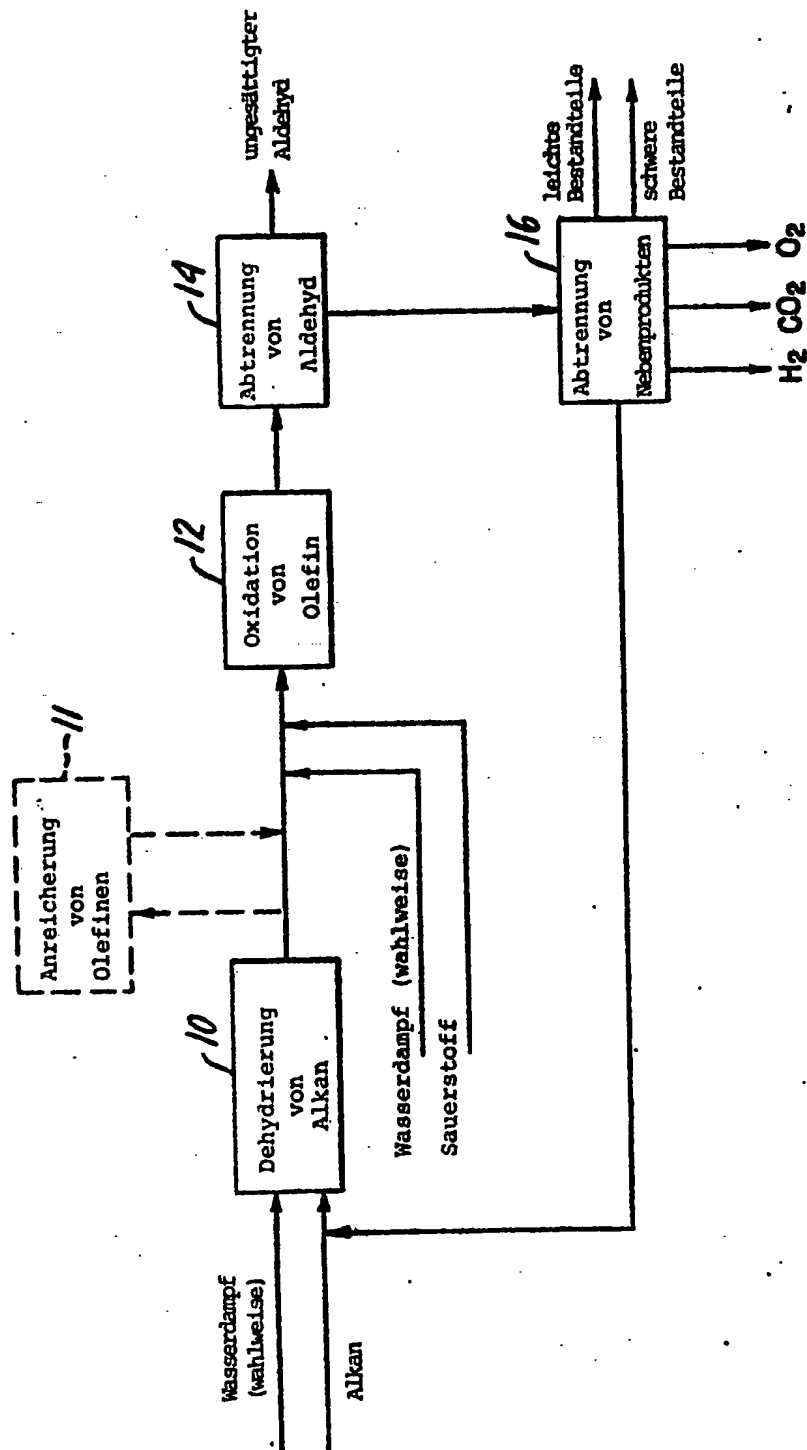 Wasserdampf
(wahlweise)
Alkan
10
Dehydrierung
von
Alkan
11
Anreicherung
von
Olefinen
Wasserdampf (wahlweise)
Sauerstoff
12
Oxidation
von
Olefin
14
Abtrennung
von
Aldehyd
ungesättigter
Aldehyd
16
Abtrennung
von
Nebenprodukten
leichte
Bestandteile
schwere
Bestandteile
H2 CO2 O2